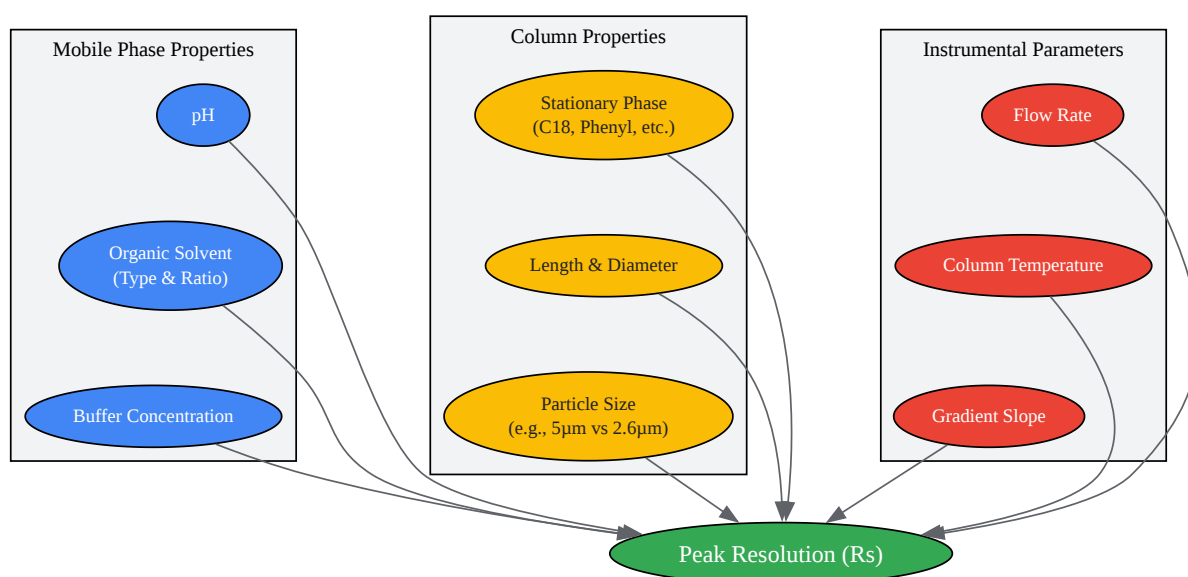 Mobile Phase Properties
pH
Organic Solvent
(Type & Ratio)
Buffer Concentration
Column Properties
Stationary Phase
(C18, Phenyl, etc.)
Length & Diameter
Particle Size
(e.g., 5µm vs 2.6µm)
Instrumental Parameters
Flow Rate
Column Temperature
Gradient Slope
Peak Resolution (Rs)